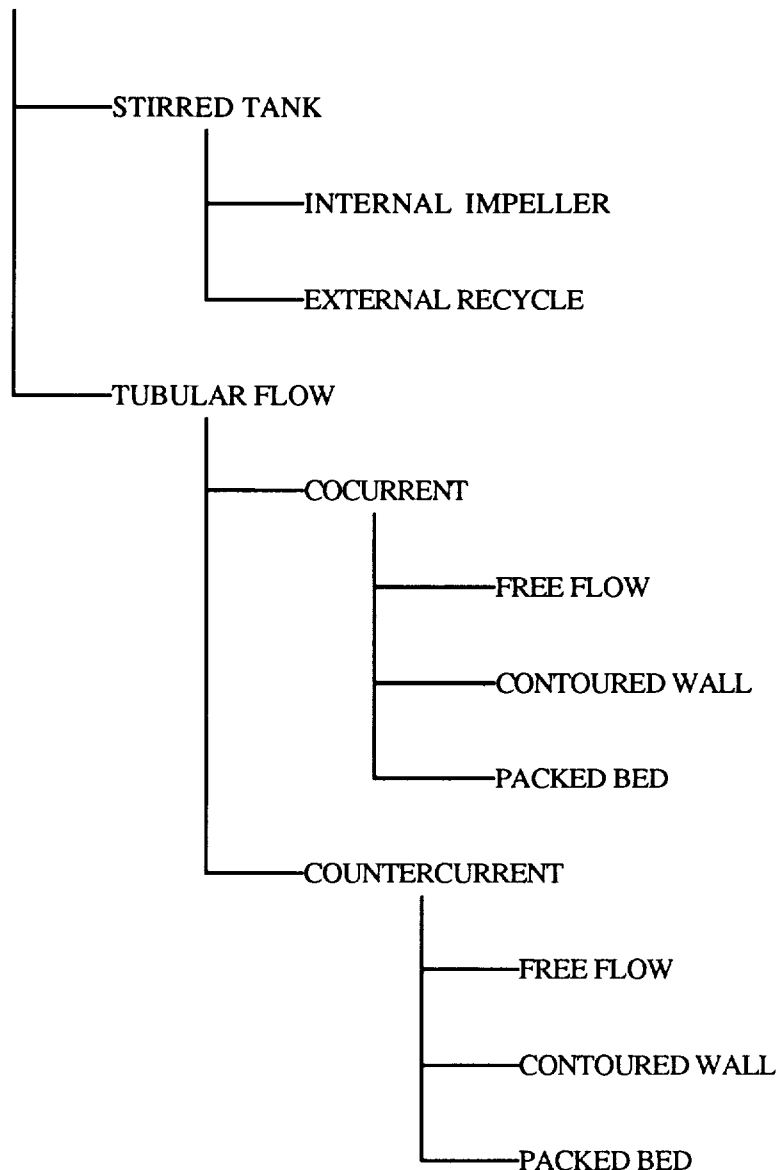 STIRRED TANK
INTERNAL IMPELLER
EXTERNAL RECYCLE
TUBULAR FLOW
COCURRENT
FREE FLOW
CONTOURED WALL
PACKED BED
COUNTERCURRENT
FREE FLOW
CONTOURED WALL
PACKED BED